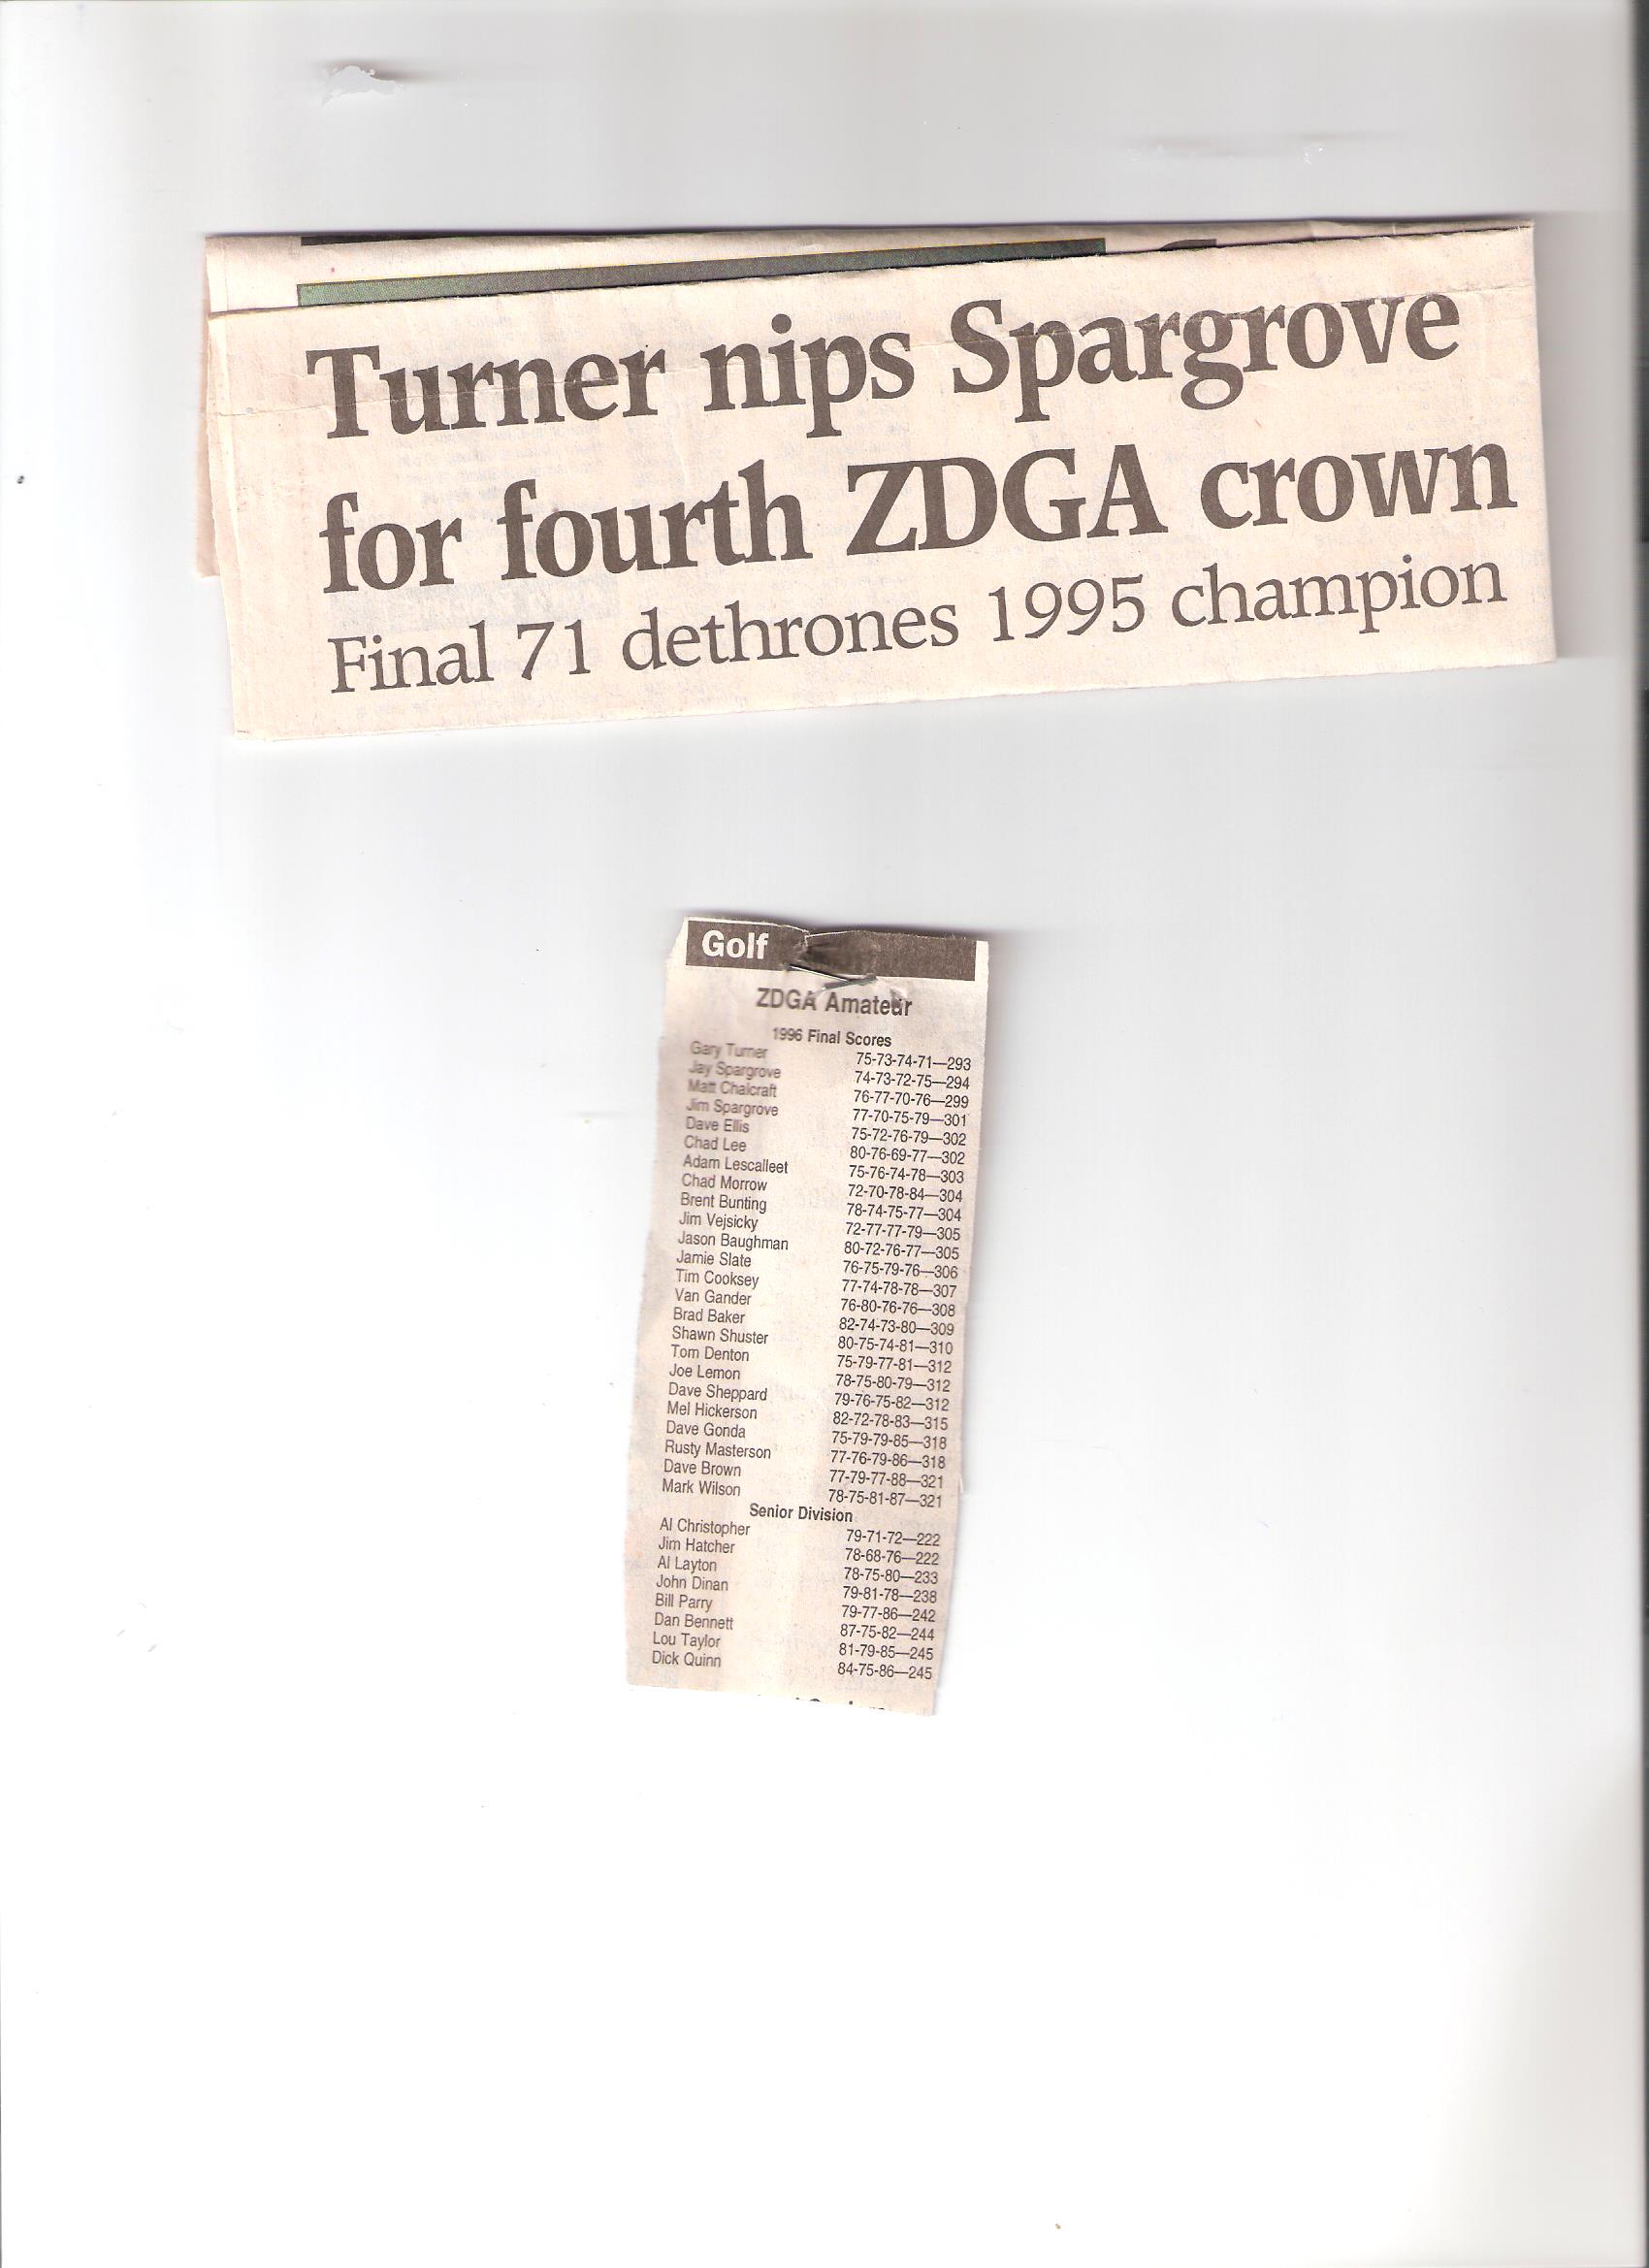 Turner nips Spargrove
for fourth ZDGA crown
Final 71 dethrones 1995 champion
Golf
ZDGA Amateur
1996 Final Scores
Gary Turner 75-73-74-71—293
Jay Spargrove 74-73-72-75—294
Matt Chalcraft 76-77-70-76—299
Jim Spargrove 77-70-75-79—301
Dave Ellis 75-72-76-79—302
Chad Lee 80-76-69-77—302
Adam Lescalleet 75-76-74-78—303
Chad Morrow 72-70-78-84—304
Brent Bunting 78-74-75-77—304
Jim Vejsicky 72-77-77-79—305
Jason Baughman 80-72-76-77—305
Jamie Slate 76-75-79-76—306
Tim Cooksey 77-74-78-78—307
Van Gander 76-80-76-76—308
Brad Baker 82-74-73-80—309
Shawn Shuster 80-75-74-81—310
Tom Denton 75-79-77-81—312
Joe Lemon 78-75-80-79—312
Dave Sheppard 79-76-75-82—312
Mel Hickerson 82-72-78-83—315
Dave Gonda 75-79-79-85—318
Rusty Masterson 77-76-79-86—318
Dave Brown 77-79-77-88—321
Mark Wilson 78-75-81-87—321
Senior Division
Al Christopher 79-71-72—222
Jim Hatcher 78-68-76—222
Al Layton 78-75-80—233
John Dinan 79-81-78—238
Bill Parry 79-77-86—242
Dan Bennett 87-75-82—244
Lou Taylor 81-79-85—245
Dick Quinn 84-75-86—245